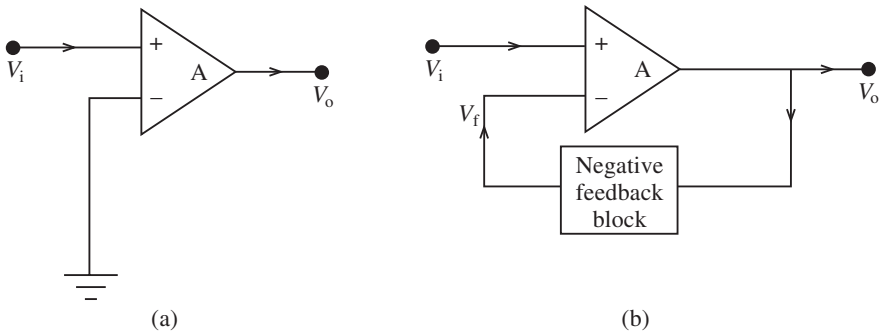 +
A
−
V_i
V_o
(a)
+
A
−
V_i
V_f
V_o
Negative
feedback
block
(b)